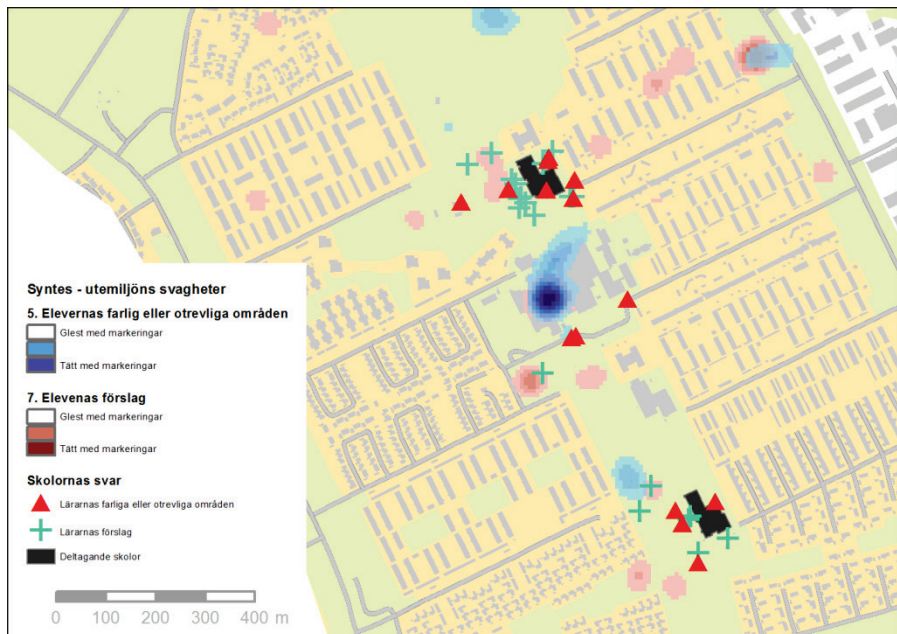 Syntes - utemiljöns svagheter
5. Elevernas farlig eller otrevliga områden
Glest med markeringar
Tätt med markeringar
7. Elevenas förslag
Glest med markeringar
Tätt med markeringar
Skolornas svar
Lärarnas farliga eller otrevliga områden
Lärarnas förslag
Deltagande skolor
0 100 200 300 400 m